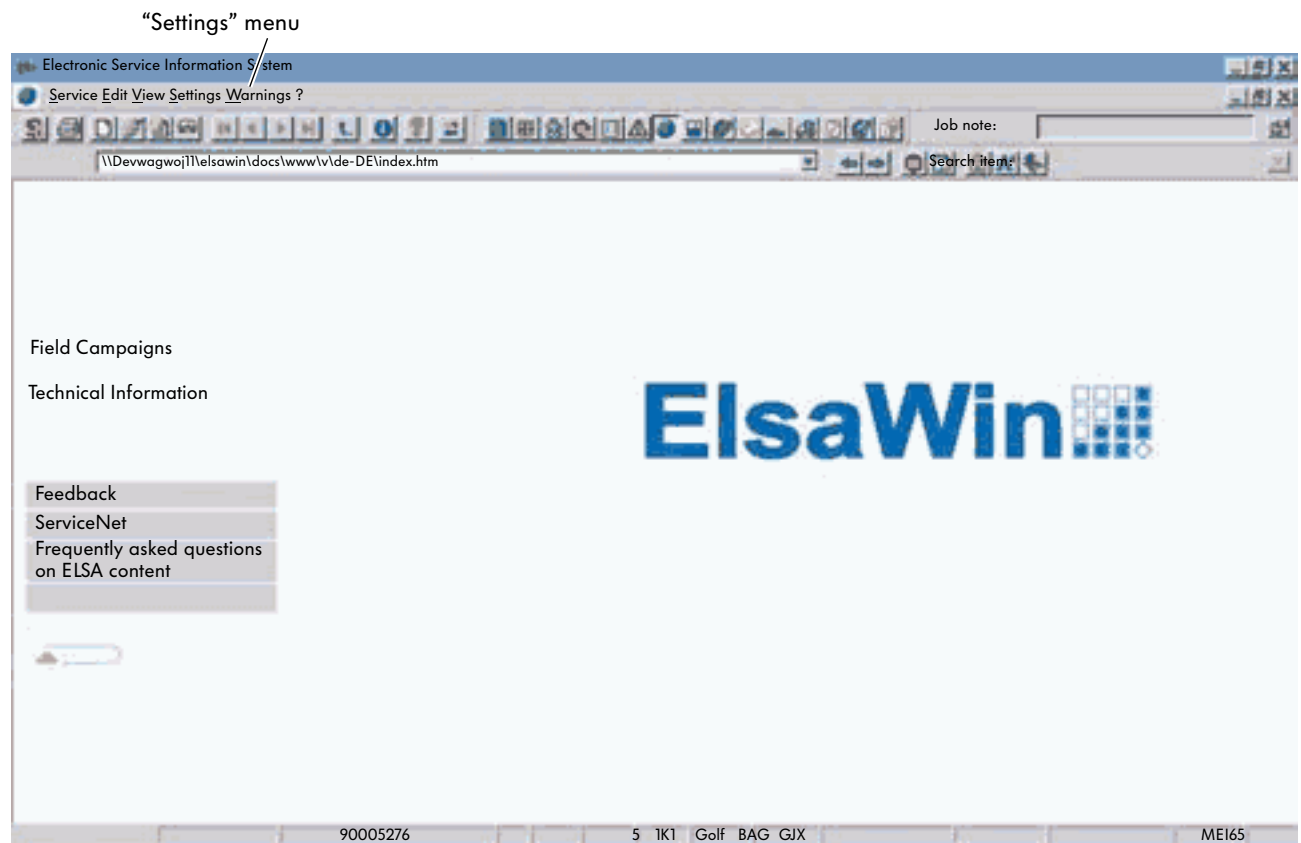 “Settings” menu
Electronic Service Information System
Service Edit View Settings Warnings ?
Job note:
\\Devwagwoj11\elsawin\docs\www\v\de-DE\index.htm
Search item:
Field Campaigns
Technical Information
ElsaWin
Feedback
ServiceNet
Frequently asked questions
on ELSA content
90005276 5 1K1 Golf BAG GJX MEI65